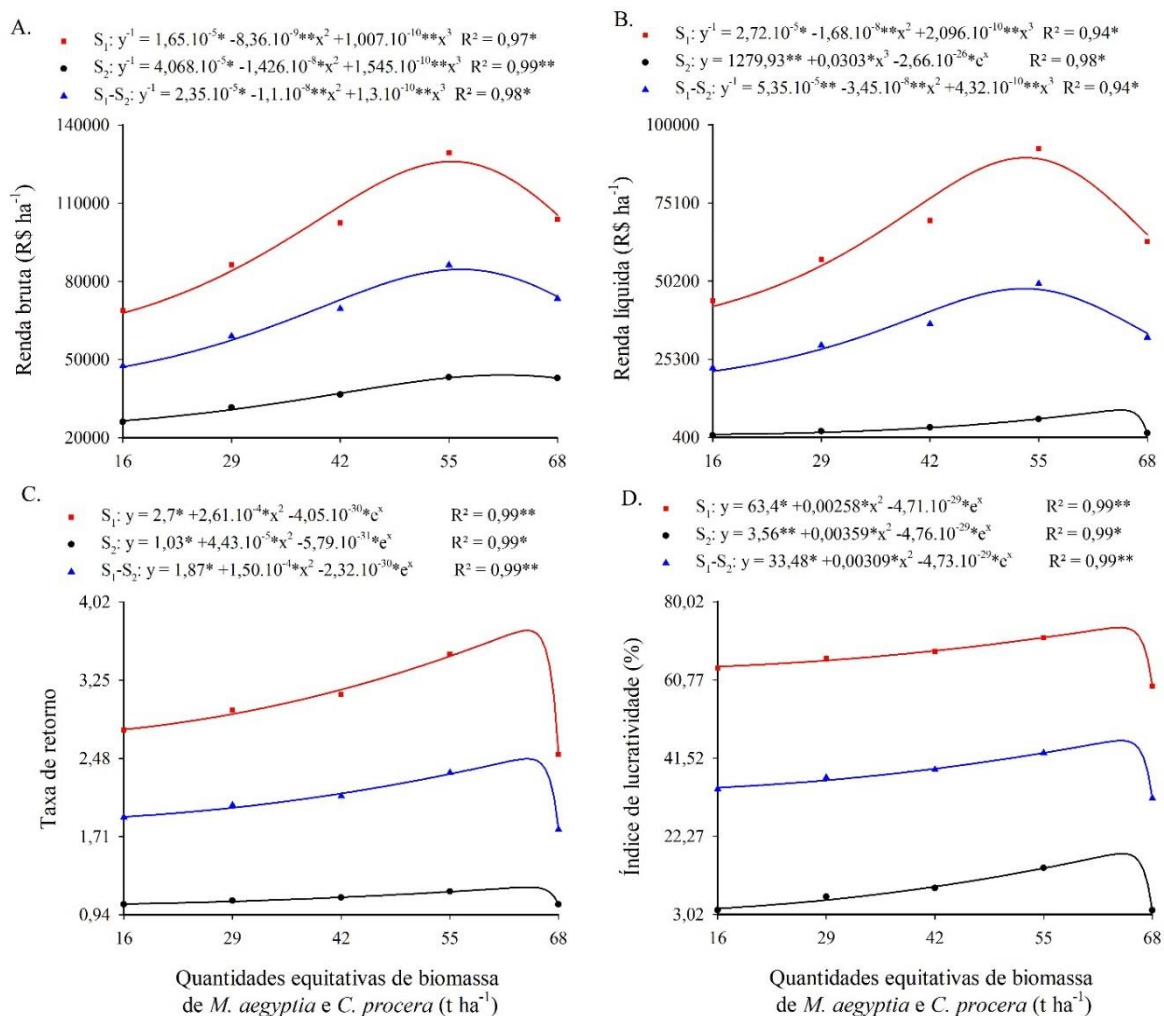 A.
S₁: y⁻¹ = 1,65.10⁻⁵* -8,36.10⁻⁹**x² +1,007.10⁻¹⁰**x³ R² = 0,97*
S₂: y⁻¹ = 4,068.10⁻⁵* -1,426.10⁻⁸*x² +1,545.10⁻¹⁰**x³ R² = 0,99**
S₁-S₂: y⁻¹ = 2,35.10⁻⁵* -1,1.10⁻⁸**x² +1,3.10⁻¹⁰**x³ R² = 0,98*
Renda bruta (R$ ha⁻¹)
140000
110000
80000
50000
20000
16 29 42 55 68
B.
S₁: y⁻¹ = 2,72.10⁻⁵* -1,68.10⁻⁸**x² +2,096.10⁻¹⁰**x³ R² = 0,94*
S₂: y = 1279,93** +0,0303*x³ -2,66.10⁻²⁶*eˣ R² = 0,98*
S₁-S₂: y⁻¹ = 5,35.10⁻⁵** -3,45.10⁻⁸**x² +4,32.10⁻¹⁰**x³ R² = 0,94*
Renda líquida (R$ ha⁻¹)
100000
75100
50200
25300
400
16 29 42 55 68
C.
S₁: y = 2,7* +2,61.10⁻⁴*x² -4,05.10⁻³⁰*eˣ R² = 0,99**
S₂: y = 1,03* +4,43.10⁻⁵*x² -5,79.10⁻³¹*eˣ R² = 0,99*
S₁-S₂: y = 1,87* +1,50.10⁻⁴*x² -2,32.10⁻³⁰*eˣ R² = 0,99**
Taxa de retorno
4,02
3,25
2,48
1,71
0,94
16 29 42 55 68
Quantidades equitativas de biomassa
de M. aegyptia e C. procera (t ha⁻¹)
D.
S₁: y = 63,4* +0,00258*x² -4,71.10⁻²⁹*eˣ R² = 0,99**
S₂: y = 3,56** +0,00359*x² -4,76.10⁻²⁹*eˣ R² = 0,99*
S₁-S₂: y = 33,48* +0,00309*x² -4,73.10⁻²⁹*eˣ R² = 0,99**
Índice de lucratividade (%)
80,02
60,77
41,52
22,27
3,02
16 29 42 55 68
Quantidades equitativas de biomassa
de M. aegyptia e C. procera (t ha⁻¹)